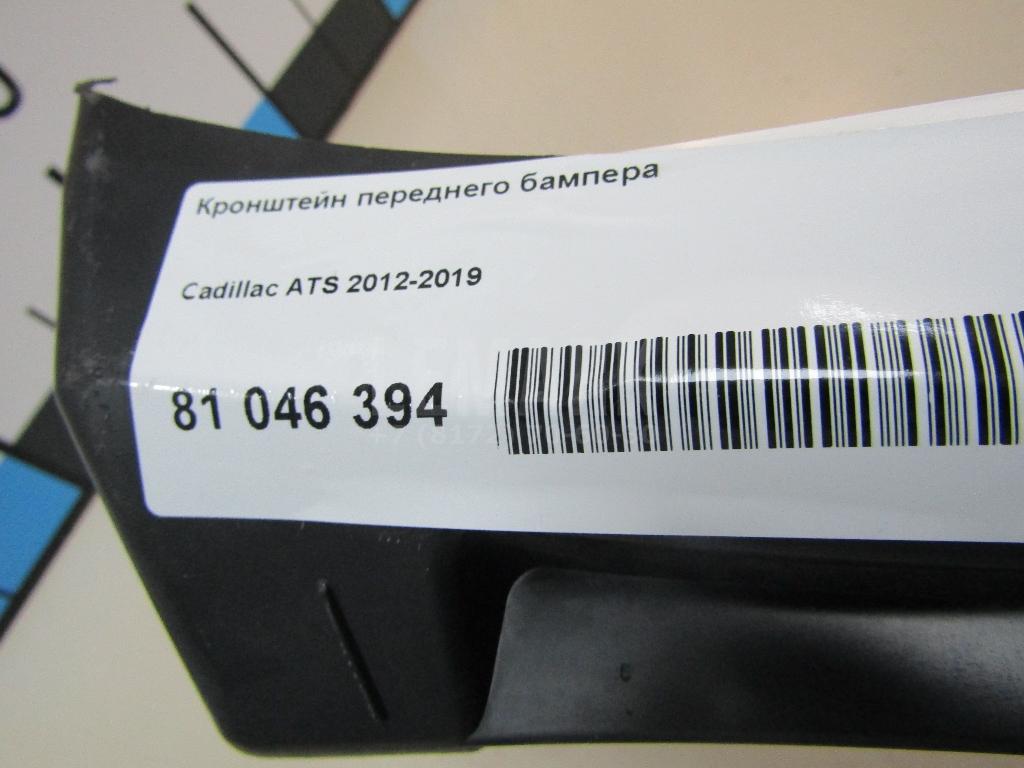 Кронштейн переднего бампера
Cadillac ATS 2012-2019
81 046 394